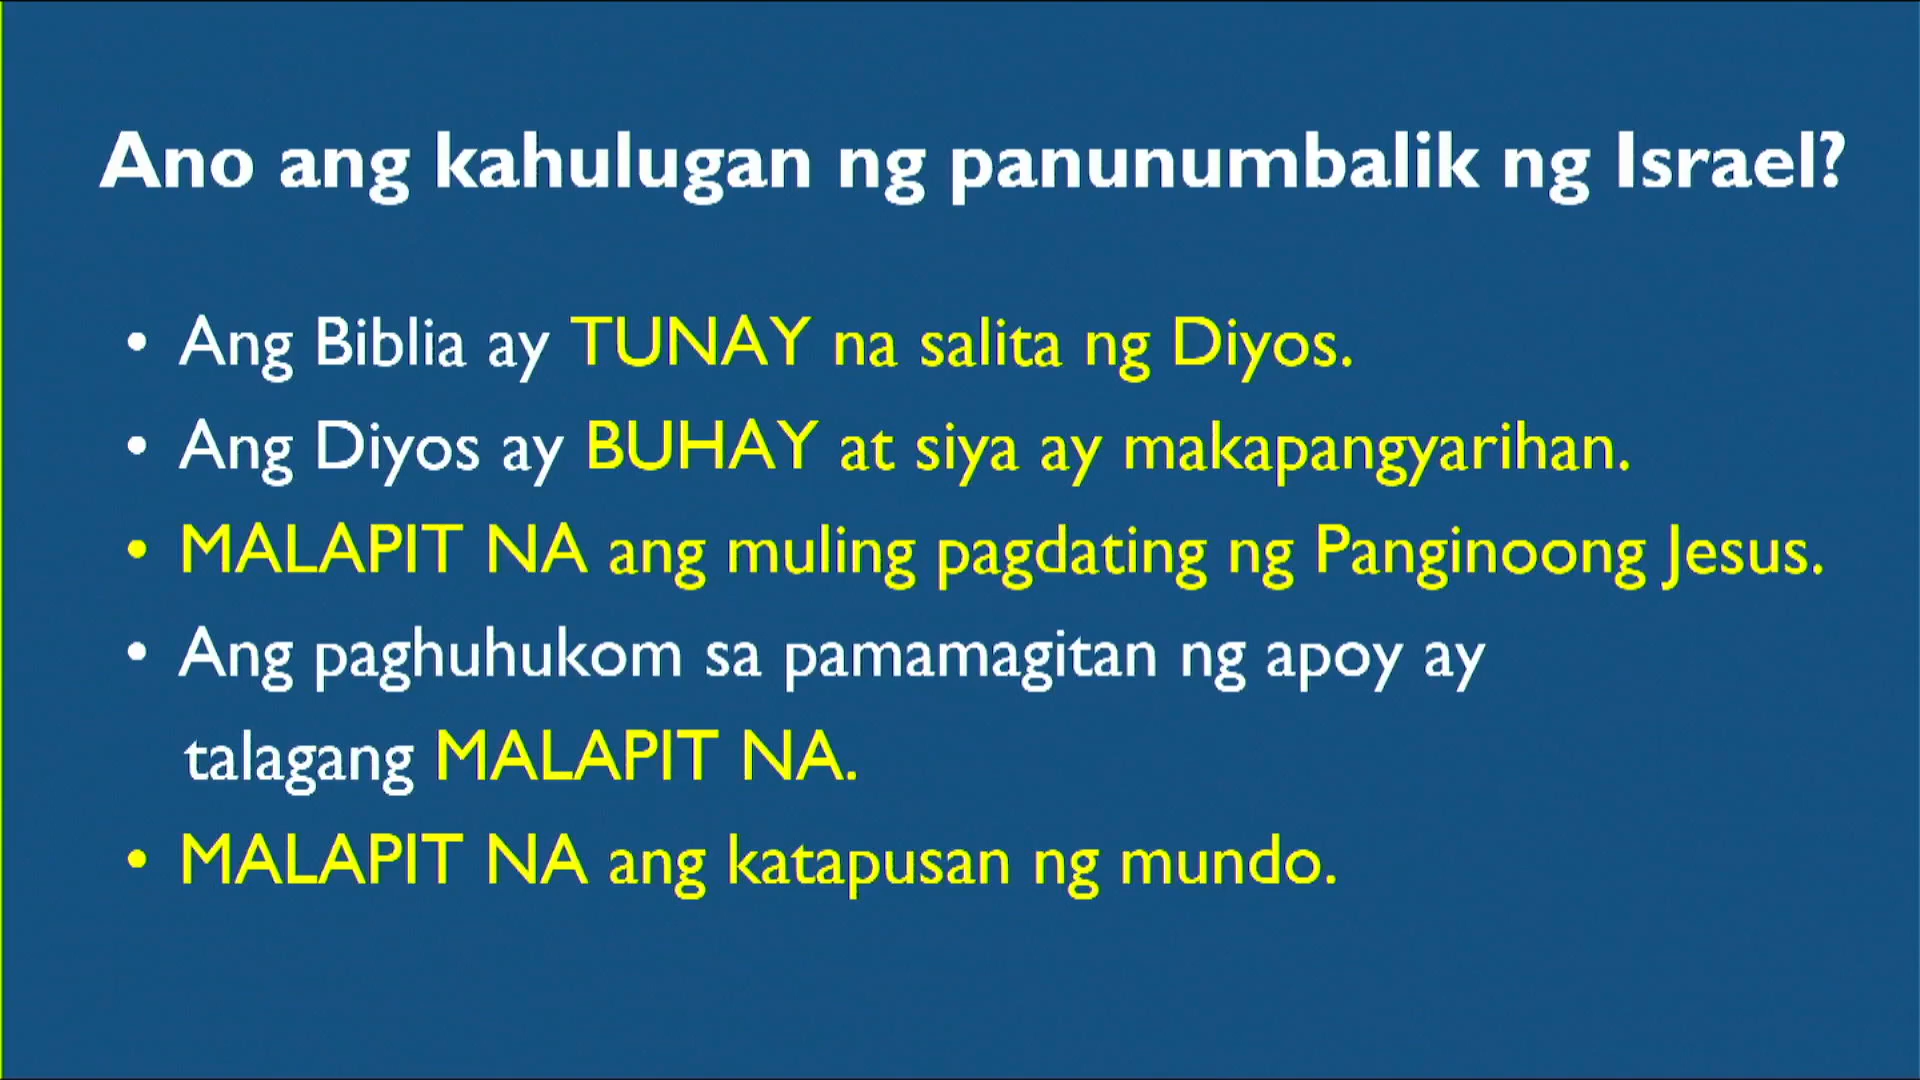 Ano ang kahulugan ng panunumbalik ng Israel?
• Ang Biblia ay TUNAY na salita ng Diyos.
• Ang Diyos ay BUHAY at siya ay makapangyarihan.
• MALAPIT NA ang muling pagdating ng Panginoong Jesus.
• Ang paghuhukom sa pamamagitan ng apoy ay
talagang MALAPIT NA.
• MALAPIT NA ang katapusan ng mundo.